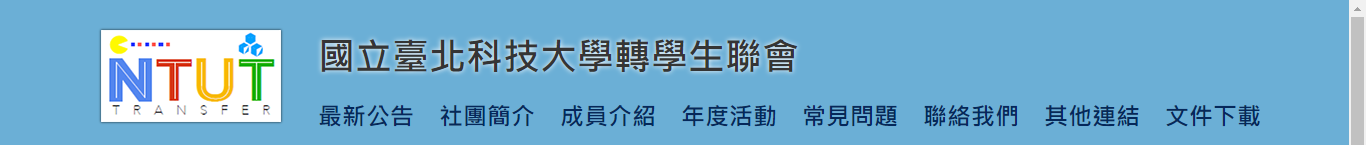 NTUT
TRANSFER
國立臺北科技大學轉學生聯會
最新公告 社團簡介 成員介紹 年度活動 常見問題 聯絡我們 其他連結 文件下載